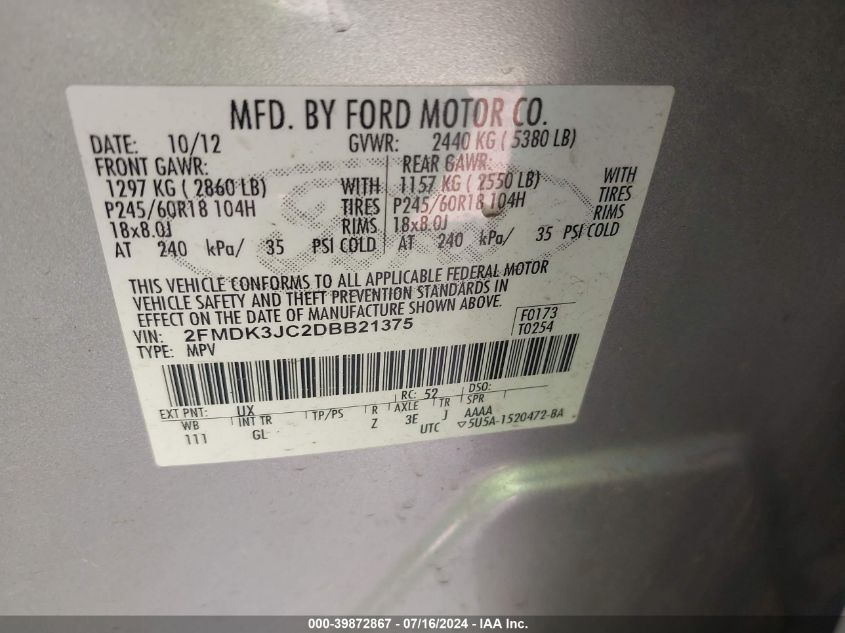 MFD. BY FORD MOTOR CO.
DATE: 10/12 GVWR: 2440 KG ( 5380 LB)
FRONT GAWR: REAR GAWR:
1297 KG ( 2860 LB) WITH 1157 KG ( 2550 LB) WITH
P245/60R18 104H TIRES P245/60R18 104H TIRES
18x8.0J RIMS 18x8.0J RIMS
AT 240 kPa/ 35 PSI COLD AT 240 kPa/ 35 PSI COLD
THIS VEHICLE CONFORMS TO ALL APPLICABLE FEDERAL MOTOR
VEHICLE SAFETY AND THEFT PREVENTION STANDARDS IN
EFFECT ON THE DATE OF MANUFACTURE SHOWN ABOVE.
VIN: 2FMDK3JC2DBB21375 F0173
TYPE: MPV T0254
EXT PNT: UX RC: 52 DSO:
WB INT TR TP/PS R AXLE TR SPR
111 GL Z 3E J AAAA
UTC ▽5U5A-1520472-BA
000-39872867 - 07/16/2024 - IAA Inc.